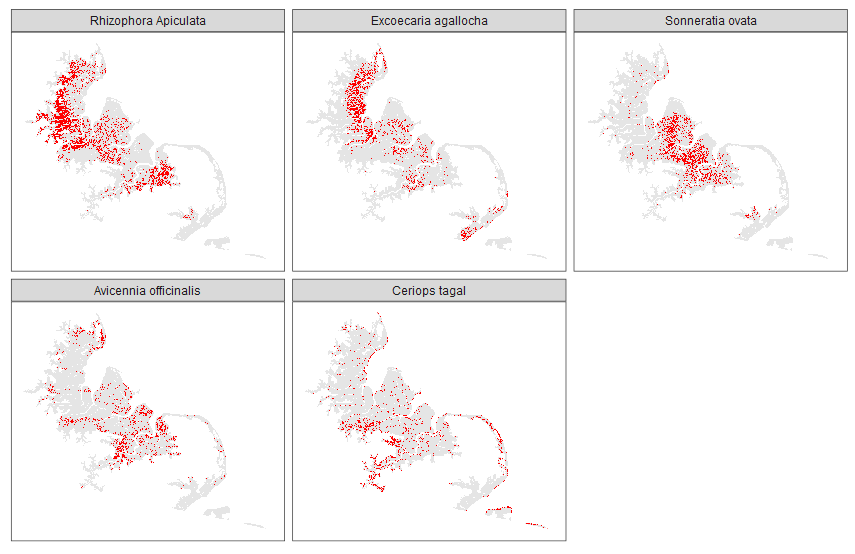 Rhizophora Apiculata
Excoecaria agallocha
Sonneratia ovata
Avicennia officinalis
Ceriops tagal